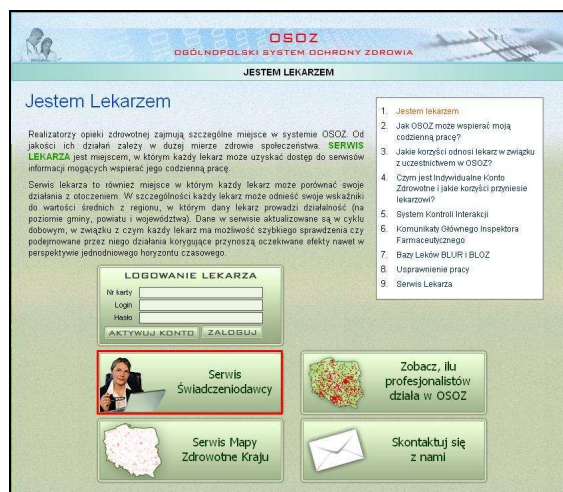 OSOZ
OGÓLNOPOLSKI SYSTEM OCHRONY ZDROWIA
JESTEM LEKARZEM
Jestem Lekarzem
Realizatorzy opieki zdrowotnej zajmują szczególne miejsce w systemie OSOZ. Od
jakości ich działań zależy w dużej mierze zdrowie społeczeństwa. SERWIS
LEKARZA jest miejscem, w którym każdy lekarz może uzyskać dostęp do serwisów
informacji mogących wspierać jego codzienną pracę.
Serwis lekarza to również miejsce w którym każdy lekarz może porównać swoje
działania z otoczeniem. W szczególności każdy lekarz może odnieść swoje wskaźniki
do wartości średnich z regionu, w którym dany lekarz prowadzi działalność (na
poziomie gminy, powiatu i województwa). Dane w serwisie aktualizowane są w cyklu
dobowym, w związku z czym każdy lekarz ma możliwość szybkiego sprawdzenia czy
podejmowane przez niego działania korygujące przynoszą oczekiwane efekty nawet w
perspektywie jednodniowego horyzontu czasowego.
1. Jestem lekarzem
2. Jak OSOZ może wspierać moją
codzienną pracę?
3. Jakie korzyści odnosi lekarz w związku
z uczestnictwem w OSOZ?
4. Czym jest Indywidualne Konto
Zdrowotne i jakie korzyści przyniesie
lekarzowi?
5. System Kontroli Interakcji
6. Komunikaty Głównego Inspektora
Farmaceutycznego
7. Bazy Leków BLUR i BLOZ
8. Usprawnienie pracy
9. Serwis Lekarza
LOGOWANIE LEKARZA
Nr karty
Login
Hasło
AKTYWUJ KONTO ZALOGUJ
Serwis
Świadczeniodawcy
Zobacz, ilu
profesjonalistów
działa w OSOZ
Serwis Mapy
Zdrowotne Kraju
Skontaktuj się
z nami